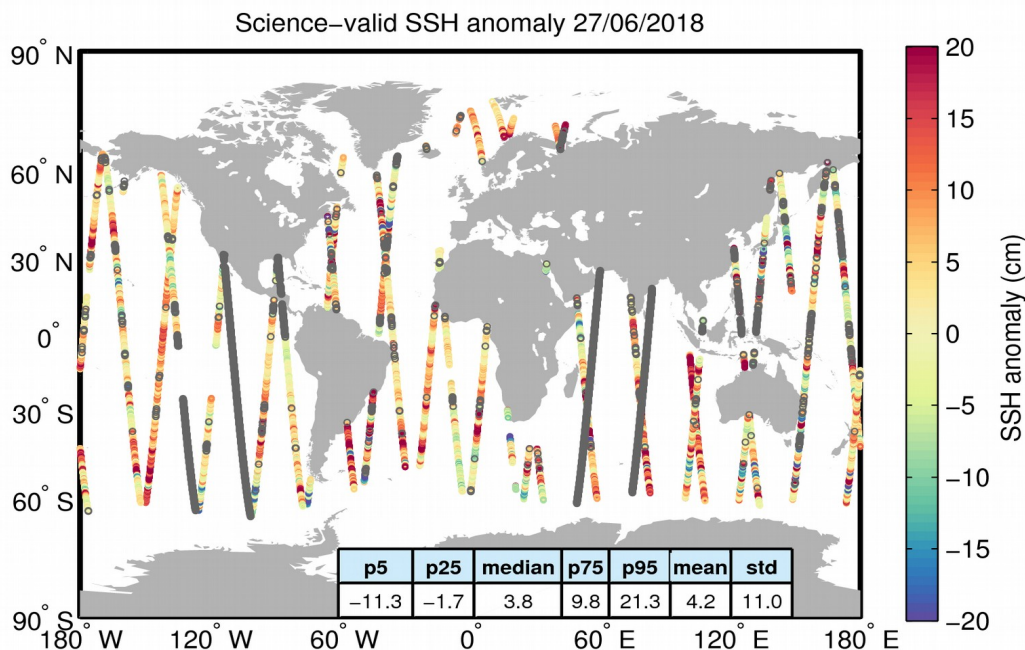 Science−valid SSH anomaly 27/06/2018
90° N
60° N
30° N
0°
30° S
60° S
90° S
180° W
120° W
60° W
0°
60° E
120° E
180° E
p5 p25 median p75 p95 mean std
−11.3 −1.7 3.8 9.8 21.3 4.2 11.0
20
15
10
5
0
−5
−10
−15
−20
SSH anomaly (cm)